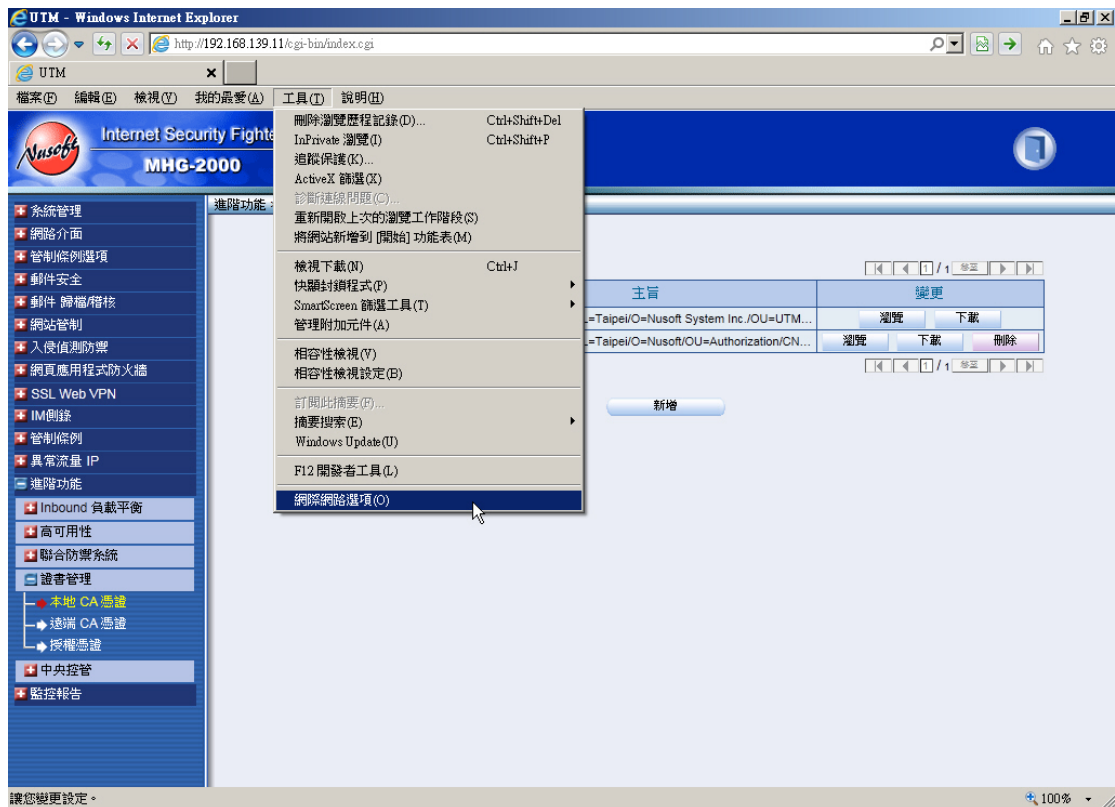 UTM - Windows Internet Explorer
http://192.168.139.11/cgi-bin/index.cgi
UTM
檔案(F) 編輯(E) 檢視(V) 我的最愛(A) 工具(T) 說明(H)
Nusoft
Internet Security Fighte
MHG-2000
刪除瀏覽歷程記錄(D)... Ctrl+Shift+Del
InPrivate 瀏覽(I) Ctrl+Shift+P
追蹤保護(K)...
ActiveX 篩選(X)
診斷連線問題(C)...
重新開啟上次的瀏覽工作階段(S)
將網站新增到 [開始] 功能表(M)
檢視下載(N) Ctrl+J
快顯封鎖程式(P)
SmartScreen 篩選工具(T)
管理附加元件(A)
相容性檢視(V)
相容性檢視設定(B)
訂閱此摘要(F)...
摘要搜索(E)
Windows Update(U)
F12 開發者工具(L)
網際網路選項(O)
系統管理
網路介面
管制條例選項
郵件安全
郵件 歸檔/稽核
網站管制
入侵偵測防禦
網頁應用程式防火牆
SSL Web VPN
IM側錄
管制條例
異常流量 IP
進階功能
Inbound 負載平衡
高可用性
聯合防禦系統
證書管理
本地 CA 憑證
遠端 CA 憑證
授權憑證
中央控管
監控報告
進階功能 :
1 / 1 參至
主旨 變更
=Taipei/O=Nusoft System Inc./OU=UTM... 瀏覽 下載
=Taipei/O=Nusoft/OU=Authorization/CN... 瀏覽 下載 刪除
1 / 1 參至
新增
讓您變更設定。
100%